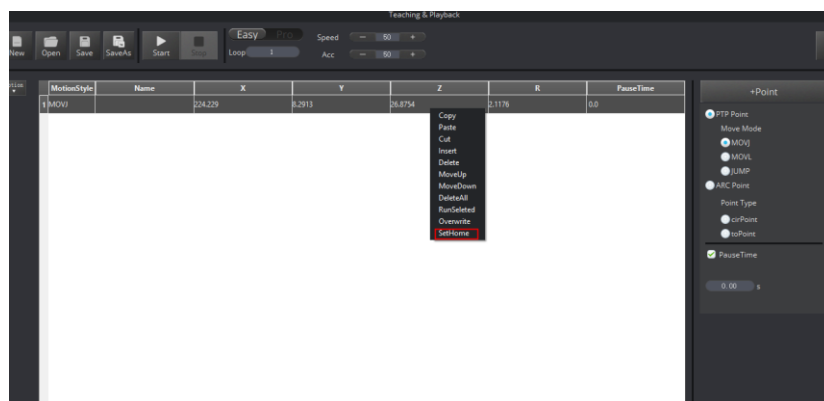 Teaching & Playback
New Open Save SaveAs Start Easy Pro Speed 50
Loop 1 Acc 50
MotionStyle Name X Y Z R PauseTime
1 MOVJ 224.229 8.2913 26.8754 2.1176 0.0
Copy
Paste
Cut
Insert
Delete
MoveUp
MoveDown
DeleteAll
RunSeleted
Overwrite
SetHome
+Point
PTP Point
Move Mode
MOVJ
MOVL
JUMP
ARC Point
Point Type
cirPoint
toPoint
PauseTime
0.00 s